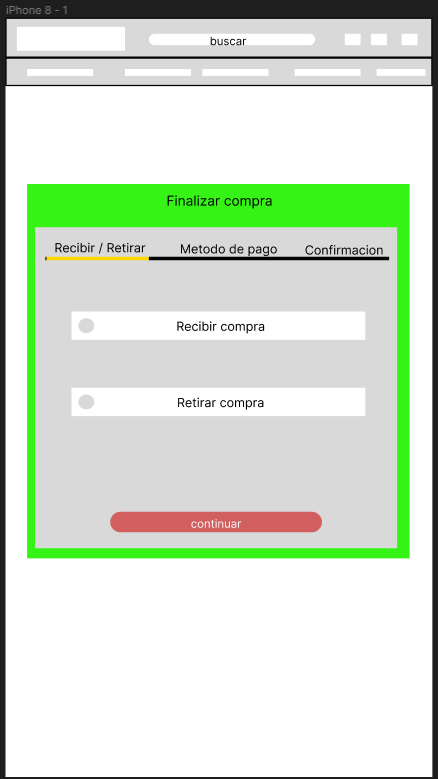 iPhone 8 - 1
buscar
Finalizar compra
Recibir / Retirar
Metodo de pago
Confirmacion
Recibir compra
Retirar compra
continuar